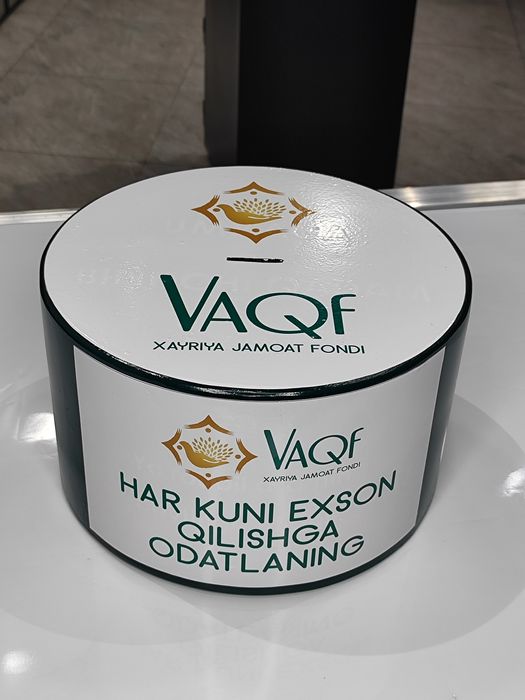 VAQF
XAYRIYA JAMOAT FONDI
VAQF
XAYRIYA JAMOAT FONDI
HAR KUNI EXSON
QILISHGA
ODATLANING